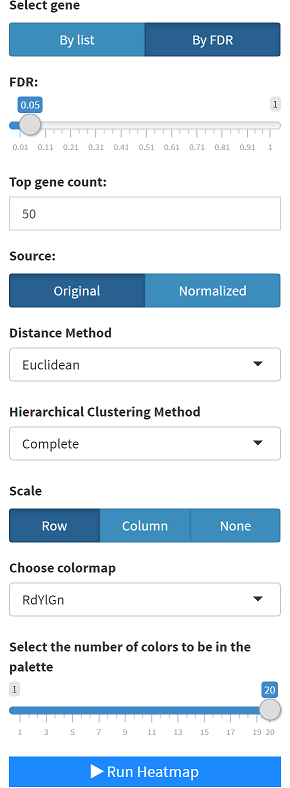 Select gene
By list By FDR
FDR:
0.05 1
0.01 0.11 0.21 0.31 0.41 0.51 0.61 0.71 0.81 0.91 1
Top gene count:
50
Source:
Original Normalized
Distance Method
Euclidean
Hierarchical Clustering Method
Complete
Scale
Row Column None
Choose colormap
RdYlGn
Select the number of colors to be in the
palette
1 20
1 3 5 7 9 11 13 15 17 19 20
Run Heatmap